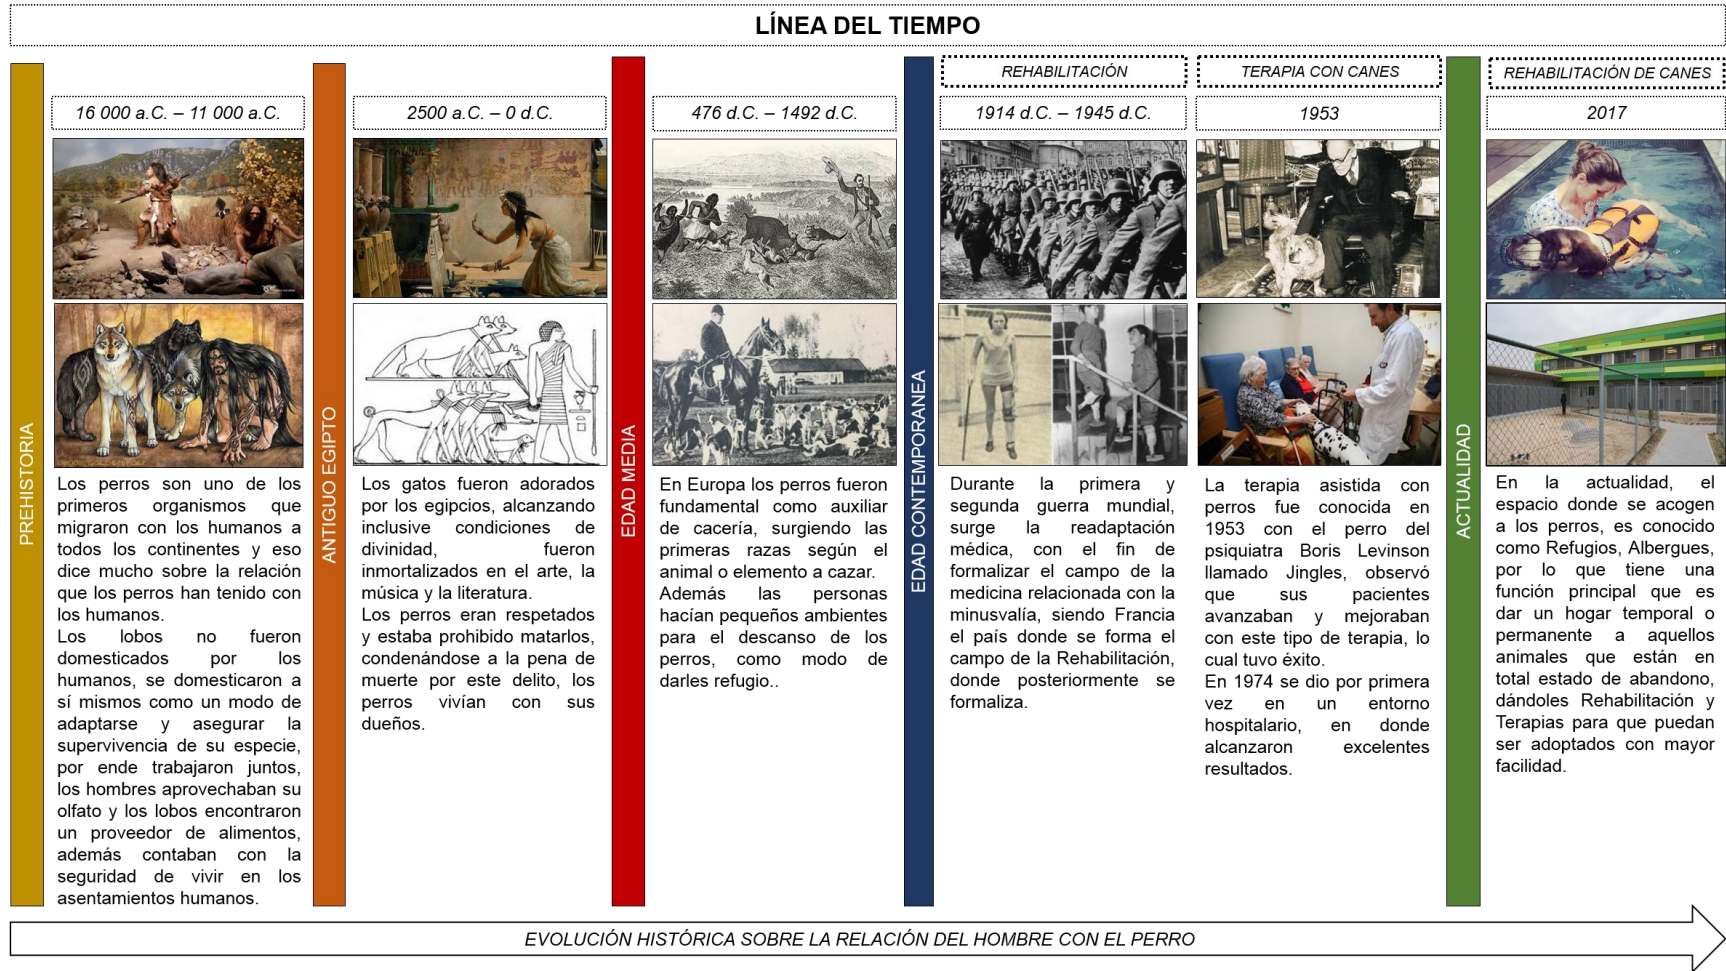 LÍNEA DEL TIEMPO
PREHISTORIA
16 000 a.C. – 11 000 a.C.
Los perros son uno de los
primeros organismos que
migraron con los humanos a
todos los continentes y eso
dice mucho sobre la relación
que los perros han tenido con
los humanos.
Los lobos no fueron
domesticados por los
humanos, se domesticaron a
sí mismos como un modo de
adaptarse y asegurar la
supervivencia de su especie,
por ende trabajaron juntos,
los hombres aprovechaban su
olfato y los lobos encontraron
un proveedor de alimentos,
además contaban con la
seguridad de vivir en los
asentamientos humanos.
ANTIGUO EGIPTO
2500 a.C. – 0 d.C.
Los gatos fueron adorados
por los egipcios, alcanzando
inclusive condiciones de
divinidad, fueron
inmortalizados en el arte, la
música y la literatura.
Los perros eran respetados
y estaba prohibido matarlos,
condenándose a la pena de
muerte por este delito, los
perros vivían con sus
dueños.
EDAD MEDIA
476 d.C. – 1492 d.C.
En Europa los perros fueron
fundamental como auxiliar
de cacería, surgiendo las
primeras razas según el
animal o elemento a cazar.
Además las personas
hacían pequeños ambientes
para el descanso de los
perros, como modo de
darles refugio..
EDAD CONTEMPORANEA
REHABILITACIÓN
1914 d.C. – 1945 d.C.
Durante la primera y
segunda guerra mundial,
surge la readaptación
médica, con el fin de
formalizar el campo de la
medicina relacionada con la
minusvalía, siendo Francia
el país donde se forma el
campo de la Rehabilitación,
donde posteriormente se
formaliza.
TERAPIA CON CANES
1953
La terapia asistida con
perros fue conocida en
1953 con el perro del
psiquiatra Boris Levinson
llamado Jingles, observó
que sus pacientes
avanzaban y mejoraban
con este tipo de terapia, lo
cual tuvo éxito.
En 1974 se dio por primera
vez en un entorno
hospitalario, en donde
alcanzaron excelentes
resultados.
ACTUALIDAD
REHABILITACIÓN DE CANES
2017
En la actualidad, el
espacio donde se acogen
a los perros, es conocido
como Refugios, Albergues,
por lo que tiene una
función principal que es
dar un hogar temporal o
permanente a aquellos
animales que están en
total estado de abandono,
dándoles Rehabilitación y
Terapias para que puedan
ser adoptados con mayor
facilidad.
EVOLUCIÓN HISTÓRICA SOBRE LA RELACIÓN DEL HOMBRE CON EL PERRO